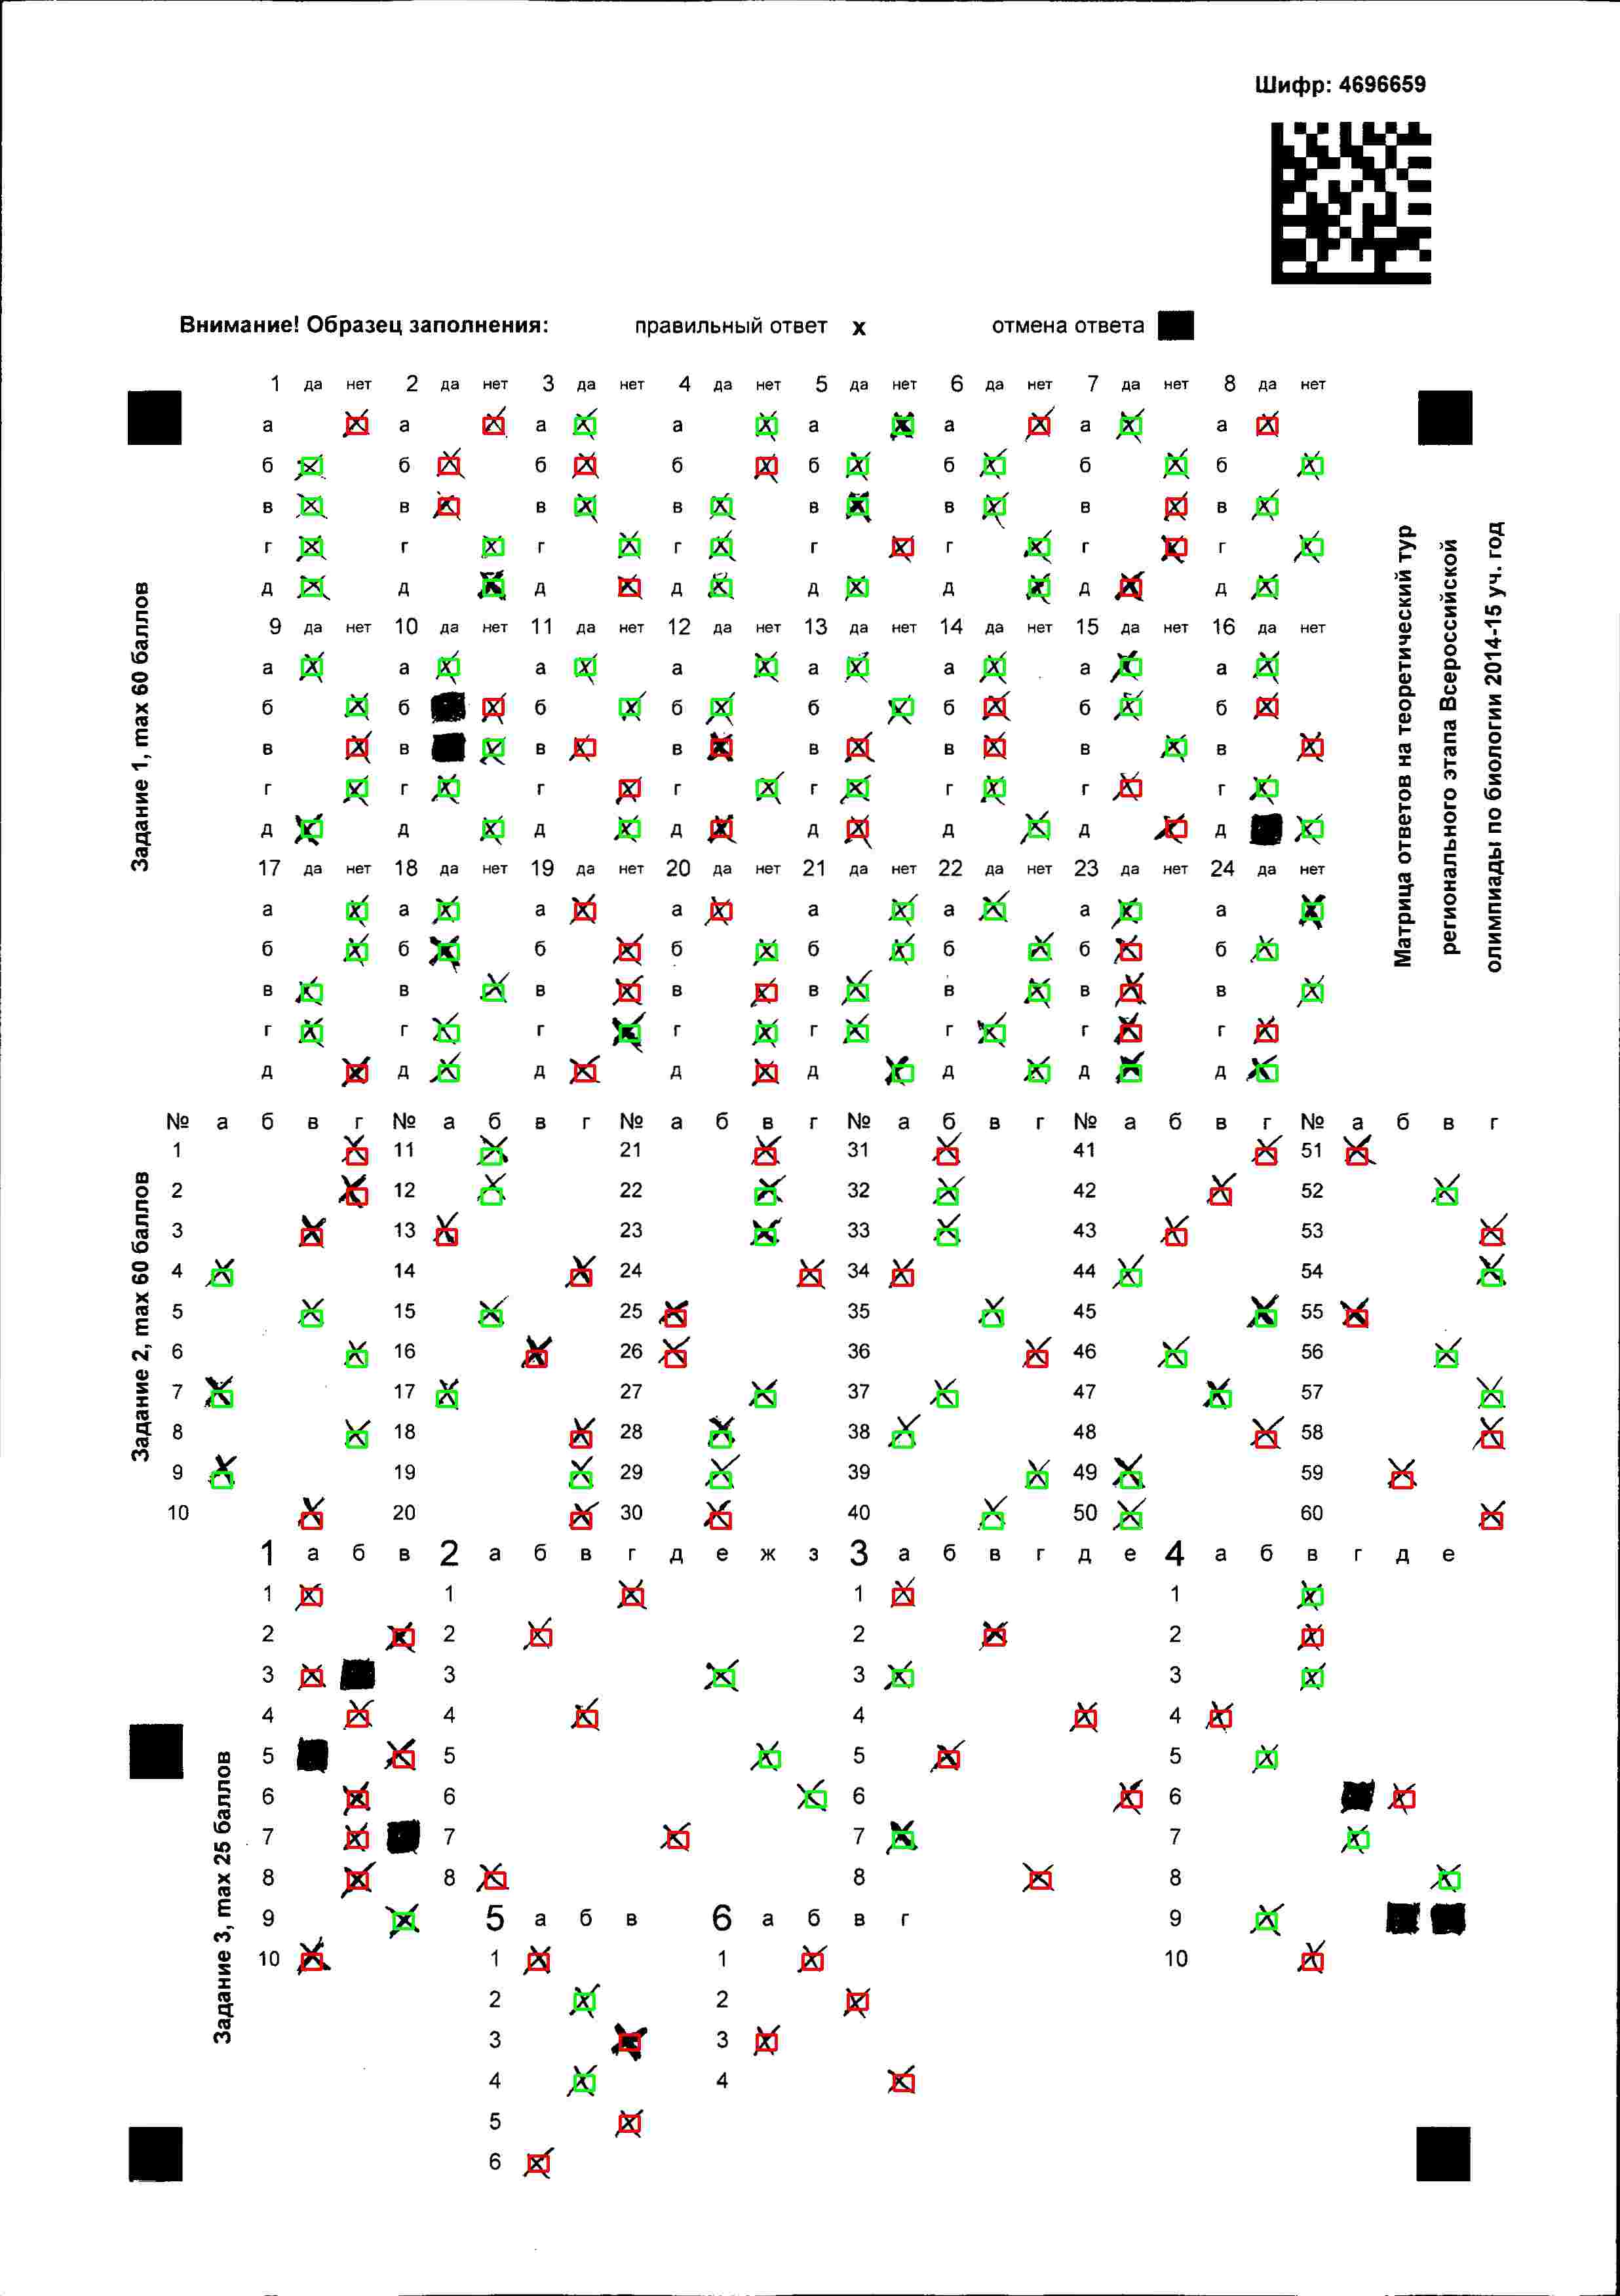 Шифр: 4696659
Внимание! Образец заполнения: правильный ответ x отмена ответа
Задание 1, max 60 баллов
1 да нет 2 да нет 3 да нет 4 да нет 5 да нет 6 да нет 7 да нет 8 да нет
а а а а а а а а
б б б б б б б б
в в в в в в в в
г г г г г г г г
д д д д д д д д
9 да нет 10 да нет 11 да нет 12 да нет 13 да нет 14 да нет 15 да нет 16 да нет
а а а а а а а а
б б б б б б б б
в в в в в в в в
г г г г г г г г
д д д д д д д д
17 да нет 18 да нет 19 да нет 20 да нет 21 да нет 22 да нет 23 да нет 24 да нет
а а а а а а а а
б б б б б б б б
в в в в в в в в
г г г г г г г г
д д д д д д д д
Матрица ответов на теоретический тур
регионального этапа Всероссийской
олимпиады по биологии 2014-15 уч. год
Задание 2, max 60 баллов
№ а б в г № а б в г № а б в г № а б в г № а б в г № а б в г
1 11 21 31 41 51
2 12 22 32 42 52
3 13 23 33 43 53
4 14 24 34 44 54
5 15 25 35 45 55
6 16 26 36 46 56
7 17 27 37 47 57
8 18 28 38 48 58
9 19 29 39 49 59
10 20 30 40 50 60
Задание 3, max 25 баллов
1 а б в 2 а б в г д е ж з 3 а б в г д е 4 а б в г д е
1 1 1 1
2 2 2 2
3 3 3 3
4 4 4 4
5 5 5 5
6 6 6 6
7 7 7 7
8 8 8 8
9 5 а б в 6 а б в г 9
10 1 1 10
2 2
3 3
4 4
5
6